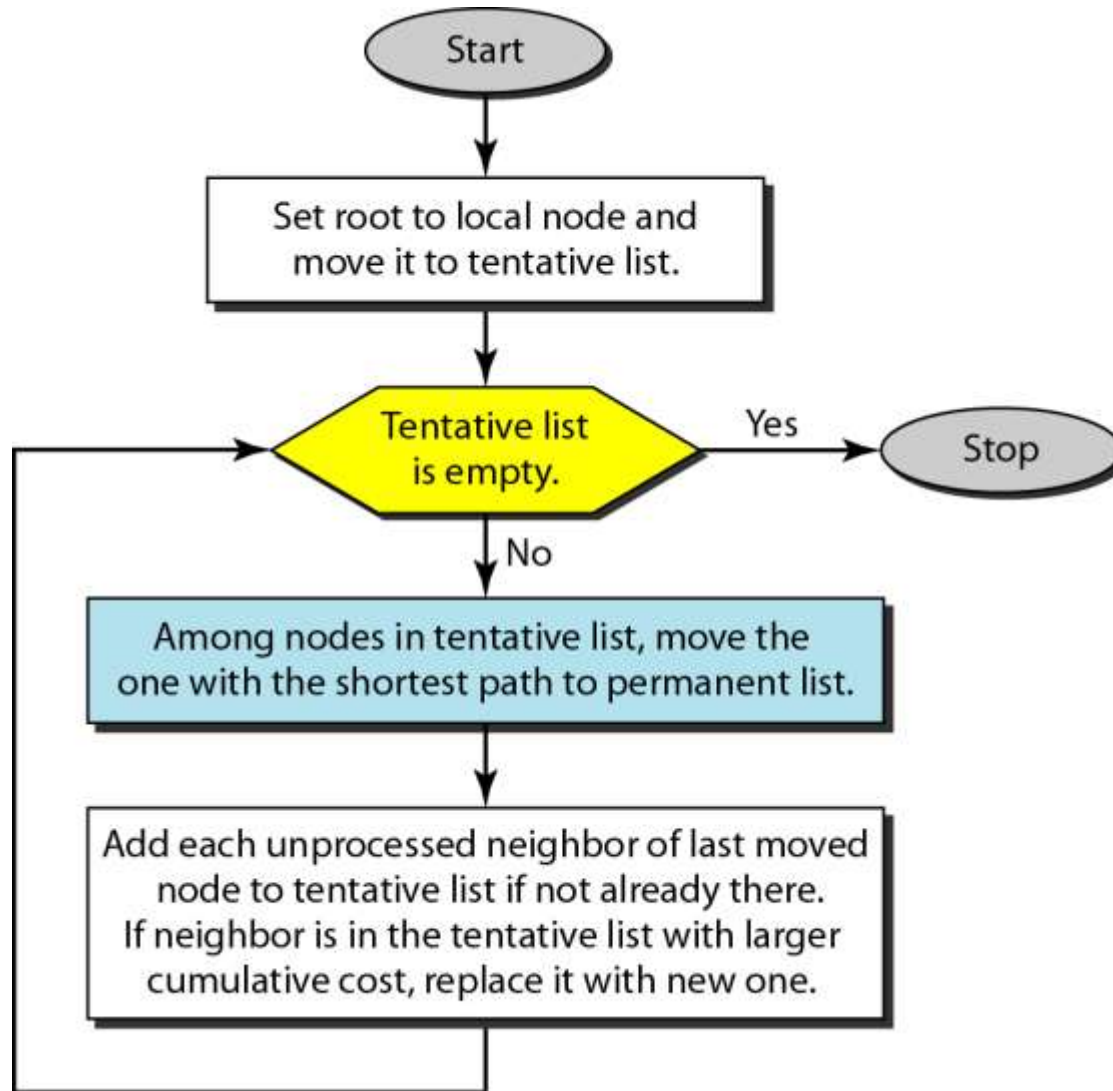 Start
Set root to local node and
move it to tentative list.
Tentative list
is empty.
Yes
Stop
No
Among nodes in tentative list, move the
one with the shortest path to permanent list.
Add each unprocessed neighbor of last moved
node to tentative list if not already there.
If neighbor is in the tentative list with larger
cumulative cost, replace it with new one.